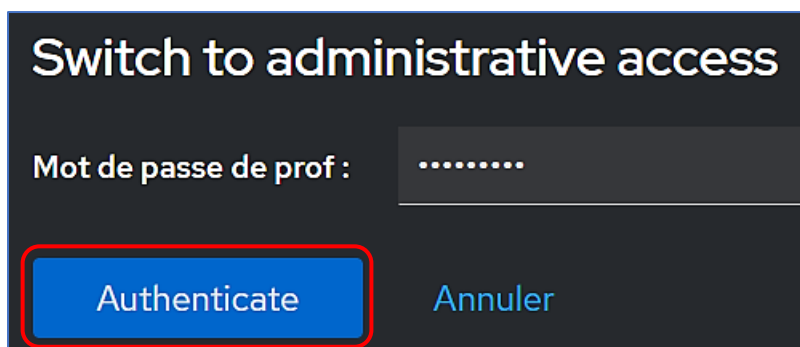 Switch to administrative access
Mot de passe de prof :
•••••••••
Authenticate
Annuler